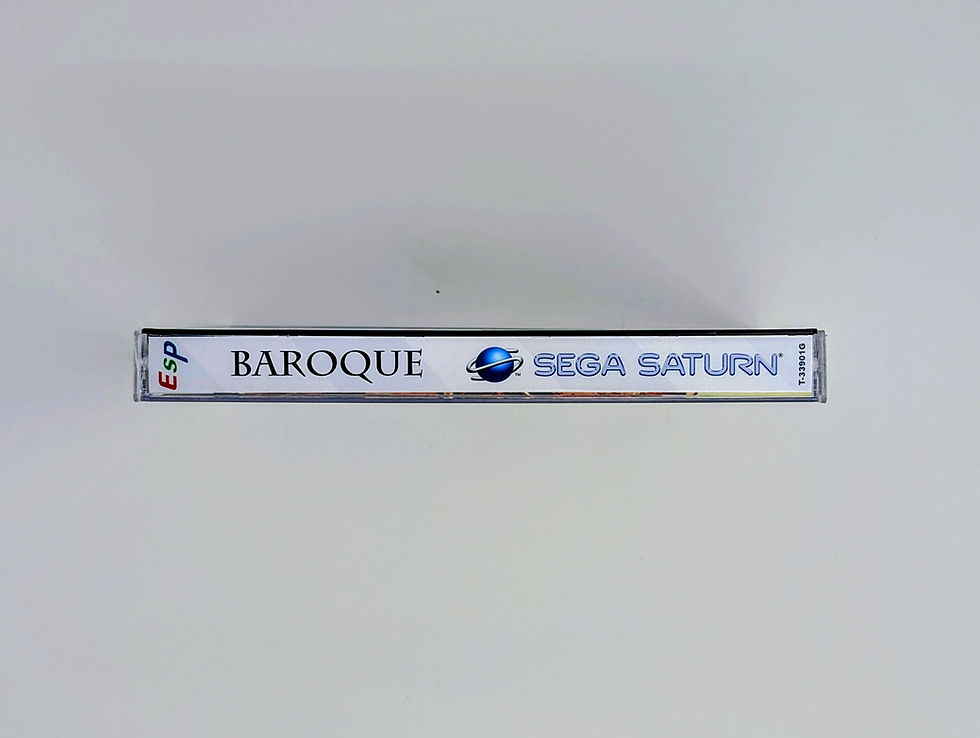 EsP
BAROQUE
SEGA SATURN®
T-33901G